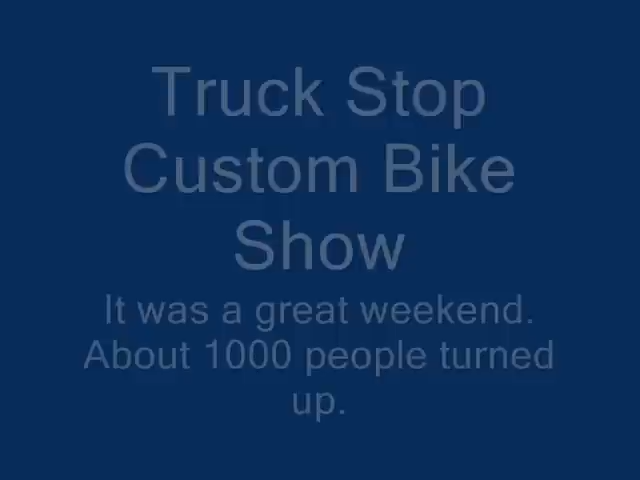 Truck Stop
Custom Bike
Show
It was a great weekend.
About 1000 people turned
up.